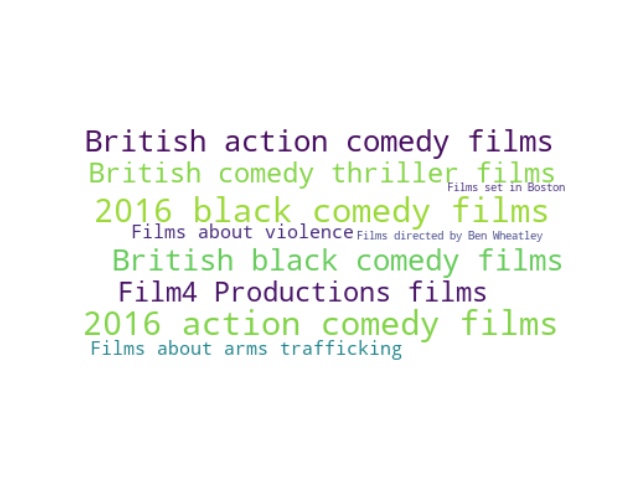 British action comedy films
British comedy thriller films
Films set in Boston
2016 black comedy films
Films about violence
Films directed by Ben Wheatley
British black comedy films
Film4 Productions films
2016 action comedy films
Films about arms trafficking